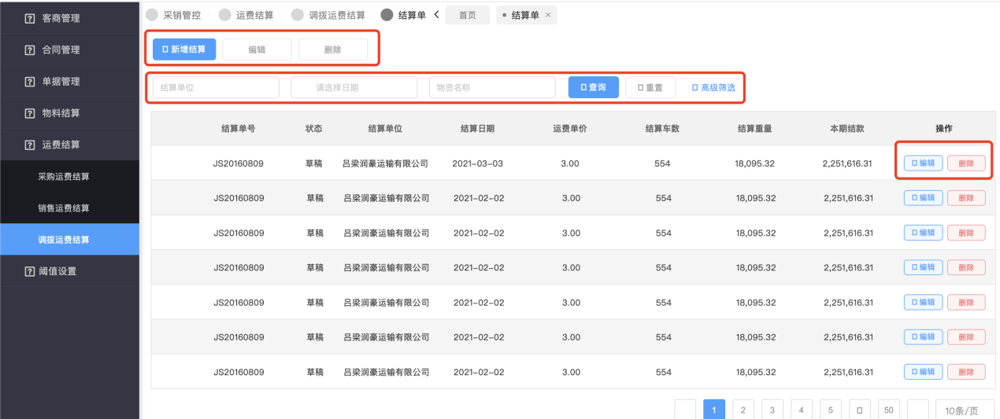 客商管理
合同管理
单据管理
物料结算
运费结算
采购运费结算
销售运费结算
调拨运费结算
阈值设置
采销管控 运费结算 调拨运费结算 结算单 首页 结算单 ×
新增结算 编辑 删除
结算单位 请选择日期 物资名称 查询 重置 高级筛选
结算单号 状态 结算单位 结算日期 运费单价 结算车数 结算重量 本期结款 操作
JS20160809 草稿 吕梁润豪运输有限公司 2021-03-03 3.00 554 18,095.32 2,251,616.31 编辑 删除
JS20160809 草稿 吕梁润豪运输有限公司 2021-02-02 3.00 554 18,095.32 2,251,616.31 编辑 删除
JS20160809 草稿 吕梁润豪运输有限公司 2021-02-02 3.00 554 18,095.32 2,251,616.31 编辑 删除
JS20160809 草稿 吕梁润豪运输有限公司 2021-02-02 3.00 554 18,095.32 2,251,616.31 编辑 删除
JS20160809 草稿 吕梁润豪运输有限公司 2021-02-02 3.00 554 18,095.32 2,251,616.31 编辑 删除
JS20160809 草稿 吕梁润豪运输有限公司 2021-02-02 3.00 554 18,095.32 2,251,616.31 编辑 删除
JS20160809 草稿 吕梁润豪运输有限公司 2021-02-02 3.00 554 18,095.32 2,251,616.31 编辑 删除
1 2 3 4 5 50 10条/页